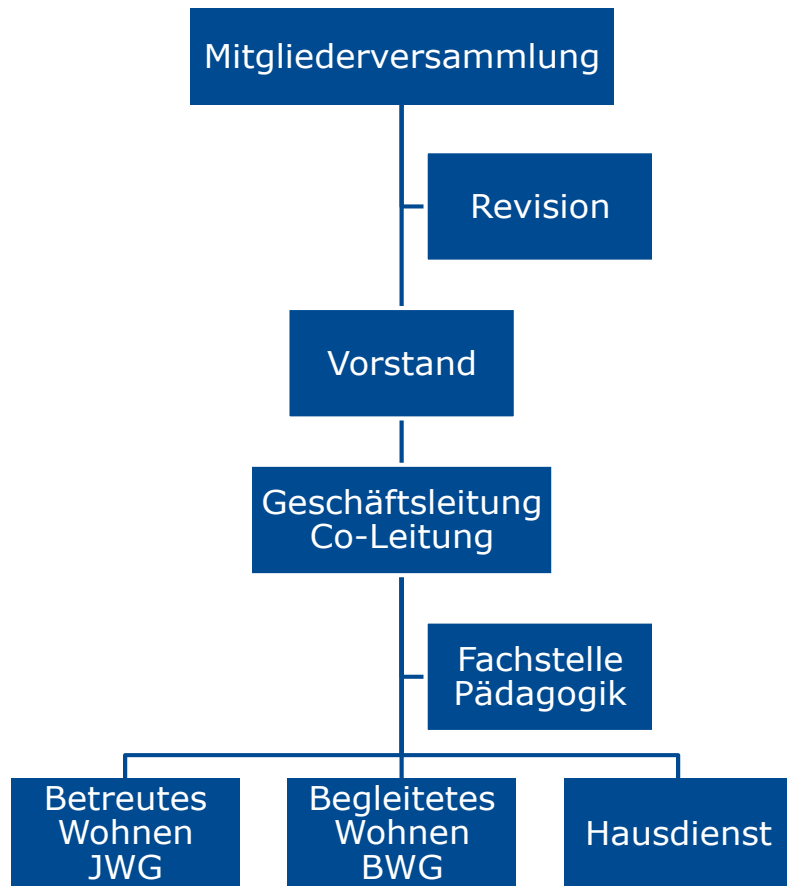 Mitgliederversammlung
Revision
Vorstand
Geschäftsleitung
Co-Leitung
Fachstelle
Pädagogik
Betreutes
Wohnen
JWG
Begleitetes
Wohnen
BWG
Hausdienst